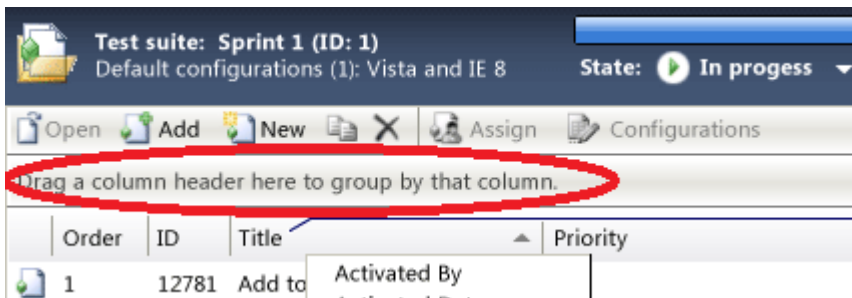 Test suite: Sprint 1 (ID: 1)
Default configurations (1): Vista and IE 8
State: In progess
Open Add New Assign Configurations
Drag a column header here to group by that column.
Order ID Title Priority
1 12781 Add to
Activated By